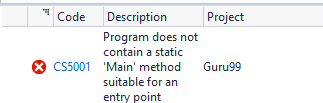 Code Description Project
Program does not
contain a static
CS5001 'Main' method Guru99
suitable for an
entry point